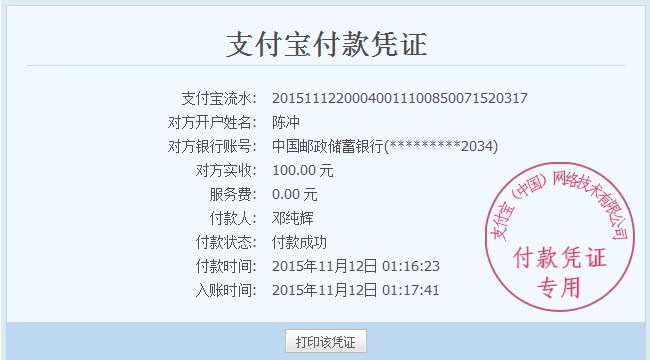 支付宝付款凭证
支付宝流水: 20151112200040011100850071520317
对方开户姓名: 陈冲
对方银行账号: 中国邮政储蓄银行(*********2034)
对方实收: 100.00 元
服务费: 0.00 元
付款人: 邓纯辉
付款状态: 付款成功
付款时间: 2015年11月12日 01:16:23
入账时间: 2015年11月12日 01:17:41
支付宝（中国）网络技术有限公司
付款凭证
专用
打印该凭证